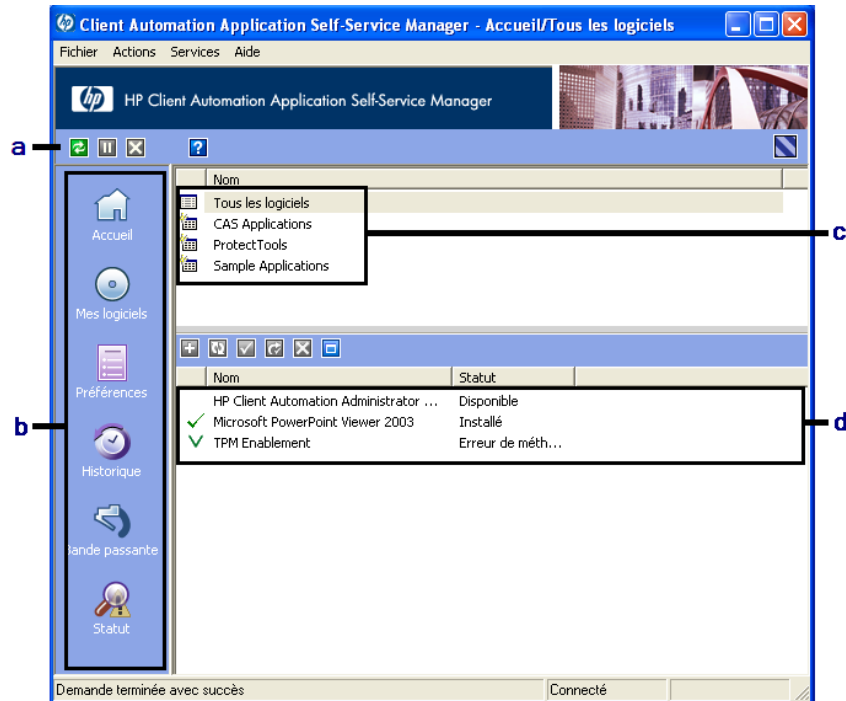 Client Automation Application Self-Service Manager - Accueil/Tous les logiciels
Fichier Actions Services Aide
hp HP Client Automation Application Self-Service Manager
a
?
Nom
Tous les logiciels
CAS Applications
ProtectTools
Sample Applications
c
Accueil
Mes logiciels
Préférences
Historique
Bande passante
Statut
b
Nom Statut
HP Client Automation Administrator ... Disponible
Microsoft PowerPoint Viewer 2003 Installé
TPM Enablement Erreur de méth...
d
Demande terminée avec succès Connecté